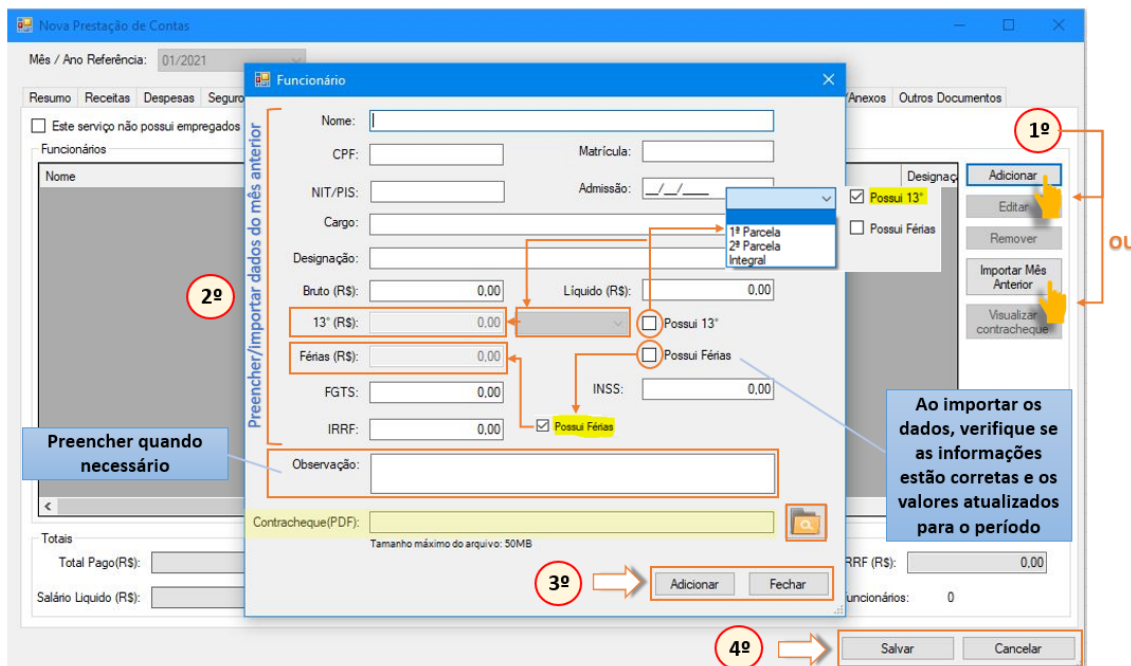 Nova Prestação de Contas
Mês / Ano Referência: 01/2021
Resumo Receitas Despesas Seguro
/Anexos Outros Documentos
Este serviço não possui empregados
Funcionários
Nome
Designaç
1º
Adicionar
Editar
Remover
ou
Importar Mês
Anterior
Visualizar
contracheque
Funcionário
2º
Preencher/importar dados do mês anterior
Nome:
CPF:
Matrícula:
NIT/PIS:
Admissão: __/__/____
Cargo:
Designação:
1ª Parcela
2ª Parcela
Integral
Possui 13°
Possui Férias
Bruto (R$): 0,00
Líquido (R$): 0,00
13° (R$): 0,00
Possui 13°
Férias (R$): 0,00
Possui Férias
FGTS: 0,00
INSS: 0,00
IRRF: 0,00
Possui Férias
Observação:
Contracheque(PDF):
Tamanho máximo do arquivo: 50MB
Preencher quando
necessário
Ao importar os
dados, verifique se
as informações
estão corretas e os
valores atualizados
para o período
3º
Adicionar
Fechar
Totais
Total Pago(R$):
Salário Liquido (R$):
RRF (R$): 0,00
uncionários: 0
4º
Salvar
Cancelar